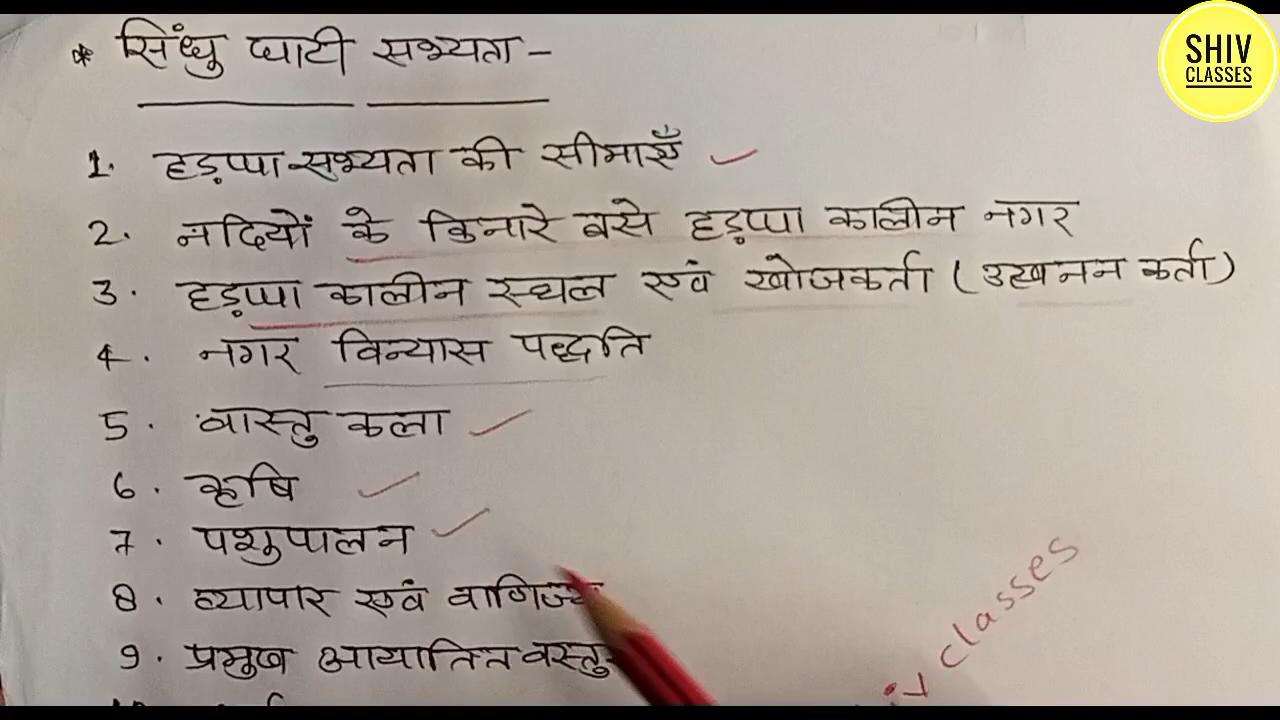 SHIV
CLASSES
* सिंधु घाटी सभ्यता -
1. हड़प्पा सभ्यता की सीमाएँ
2. नदियों के किनारे बसे हड़प्पा कालीन नगर
3. हड़प्पा कालीन स्थल एवं खोजकर्ता (उत्खनन कर्ता)
4. नगर विन्यास पद्धति
5. वास्तु कला
6. कृषि
7. पशुपालन
8. व्यापार एवं वाणिज्य
9. प्रमुख आयातित
classes